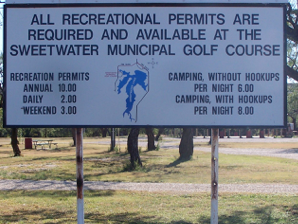 ALL RECREATIONAL PERMITS ARE
REQUIRED AND AVAILABLE AT THE
SWEETWATER MUNICIPAL GOLF COURSE
RECREATION PERMITS
ANNUAL 10.00
DAILY 2.00
WEEKEND 3.00
CAMPING, WITHOUT HOOKUPS
PER NIGHT 6.00
CAMPING, WITH HOOKUPS
PER NIGHT 8.00